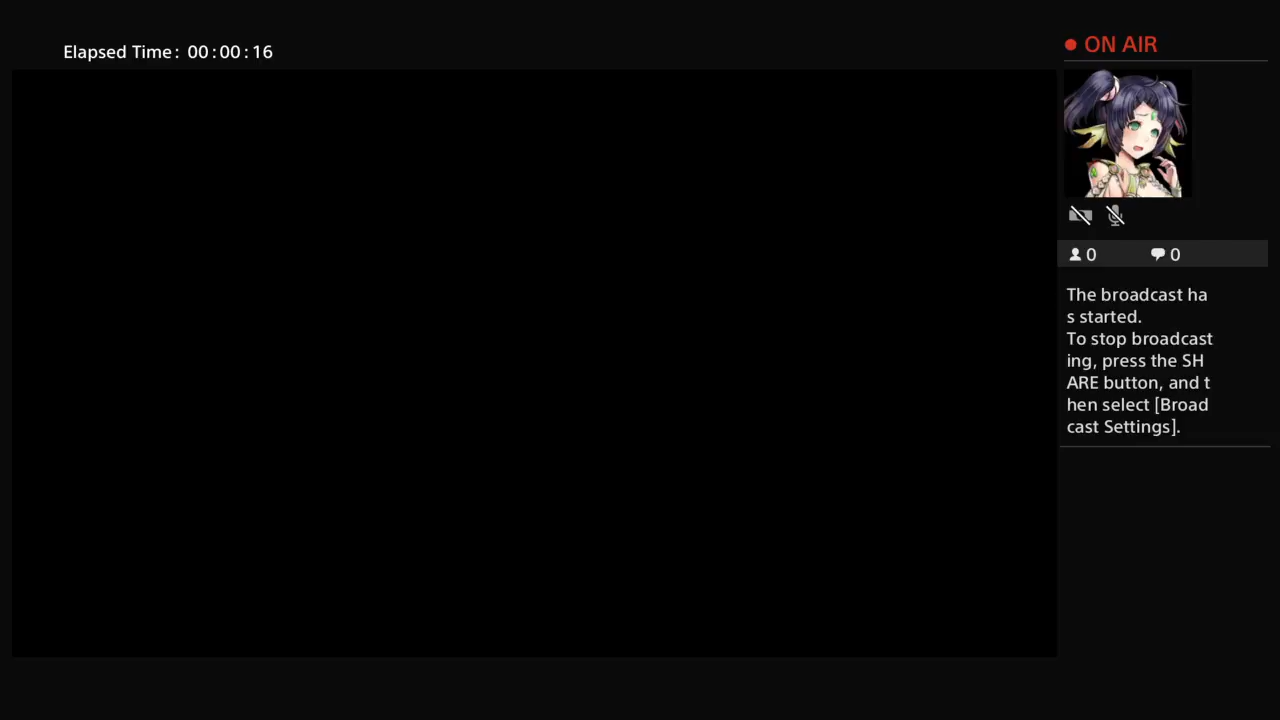 Elapsed Time: 00:00:16
ON AIR
0 0
The broadcast ha
s started.
To stop broadcast
ing, press the SH
ARE button, and t
hen select [Broad
cast Settings].